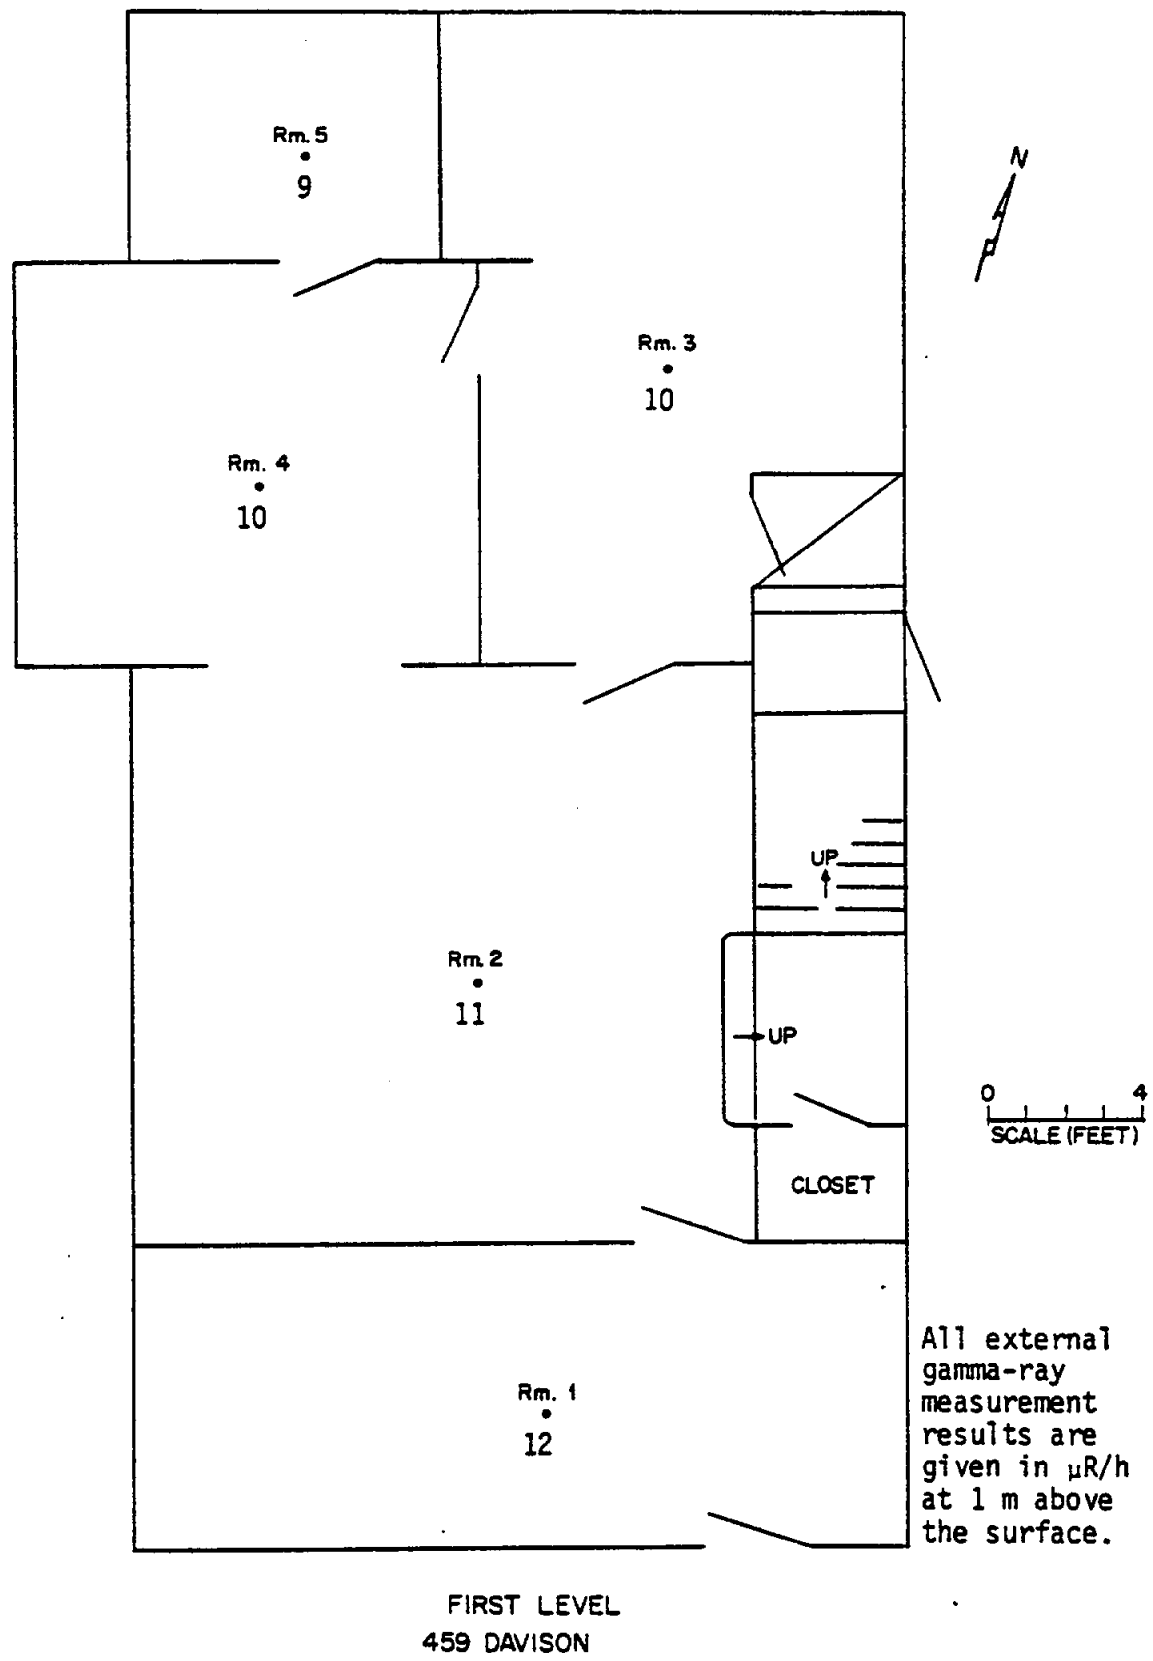 Rm. 5
9
N
Rm. 3
10
Rm. 4
10
UP
Rm. 2
11
UP
0 4
SCALE (FEET)
CLOSET
All external
gamma-ray
measurement
results are
given in μR/h
at 1 m above
the surface.
Rm. 1
12
FIRST LEVEL
459 DAVISON